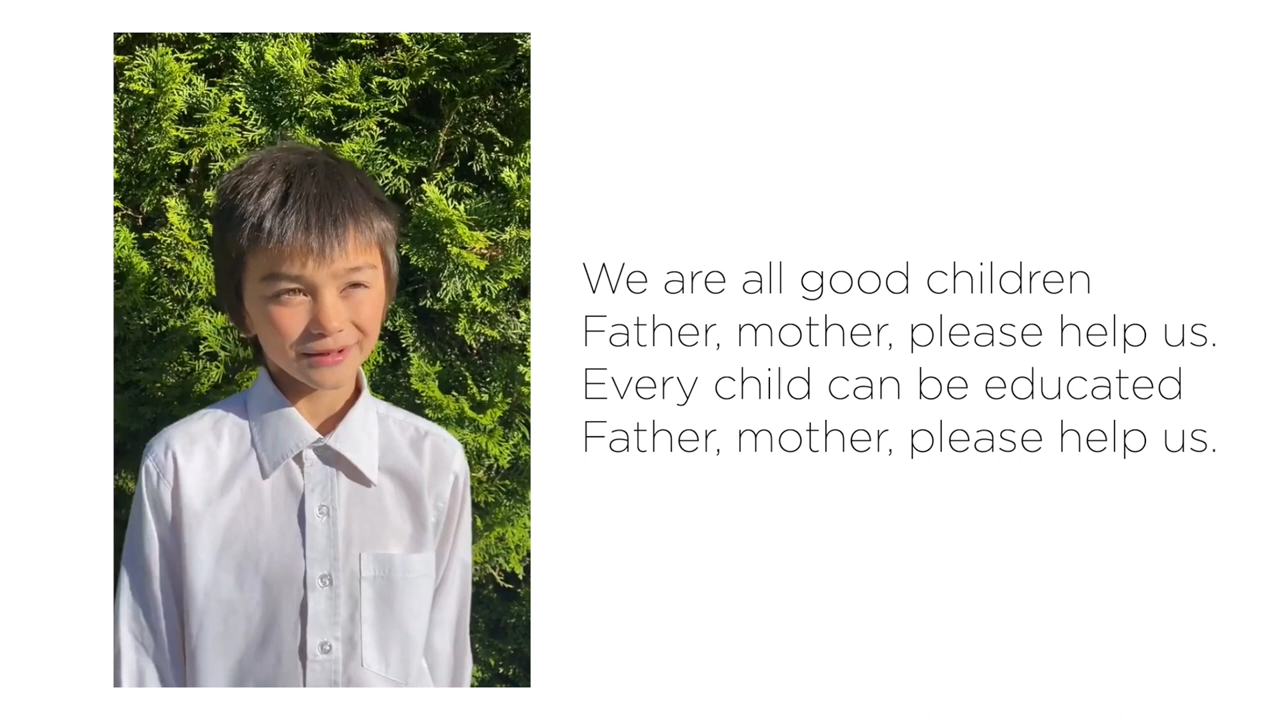 We are all good children
Father, mother, please help us.
Every child can be educated
Father, mother, please help us.